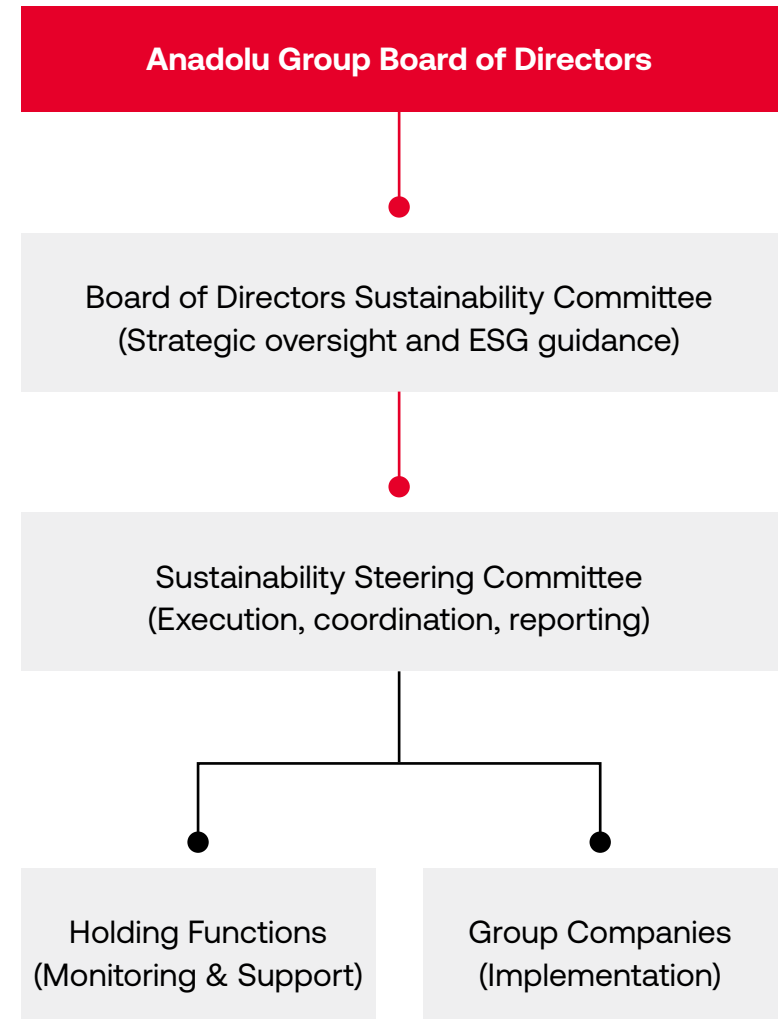 Anadolu Group Board of Directors
Board of Directors Sustainability Committee
(Strategic oversight and ESG guidance)
Sustainability Steering Committee
(Execution, coordination, reporting)
Holding Functions
(Monitoring & Support)
Group Companies
(Implementation)